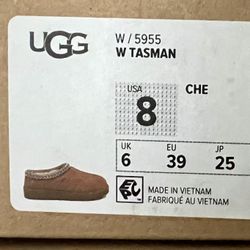 UGG
W / 5955
W TASMAN
USA
8
CHE
UK EU JP
6 39 25
MADE IN VIETNAM
FABRIQUÉ AU VIETNAM